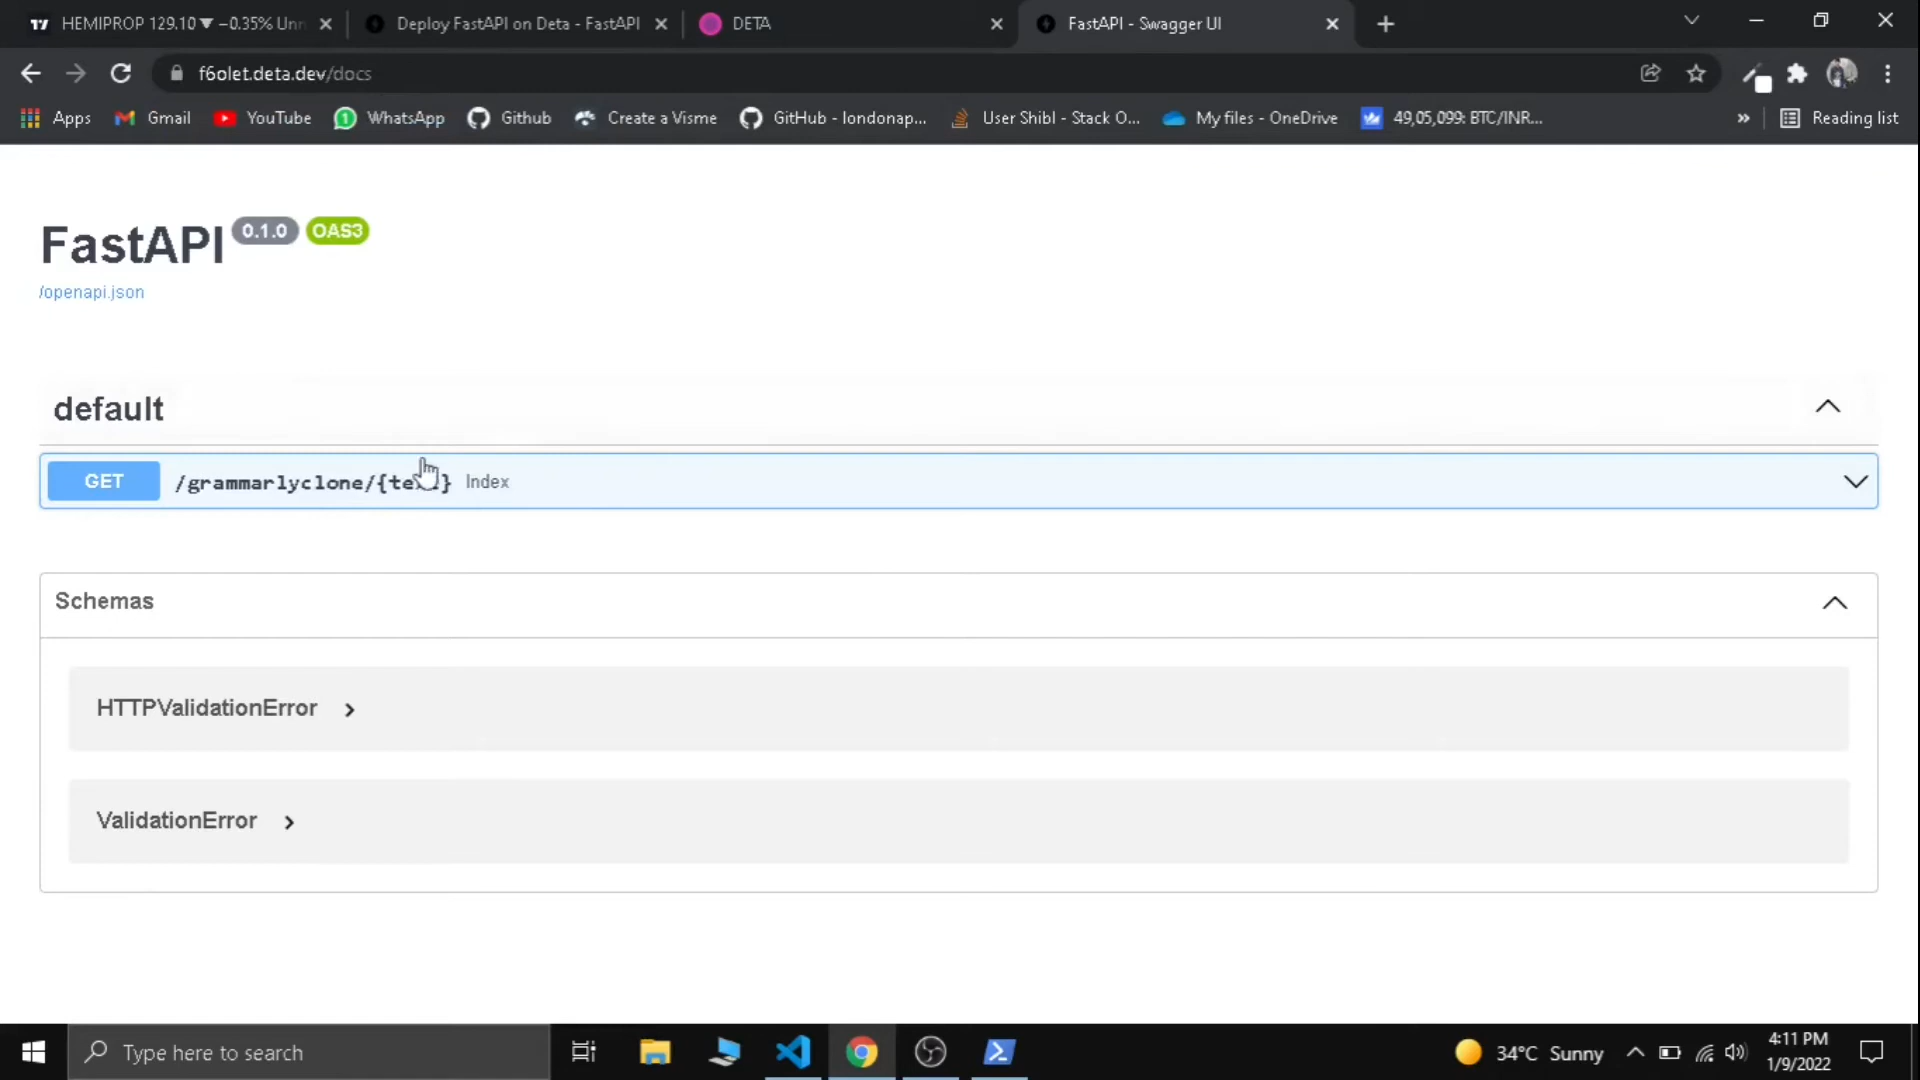 HEMIPROP 129.10 ▼ −0.35% Unn
Deploy FastAPI on Deta - FastAPI
DETA
FastAPI - Swagger UI
f6olet.deta.dev/docs
Apps
Gmail
YouTube
WhatsApp
Github
Create a Visme
GitHub - londonap...
User Shibl - Stack O...
My files - OneDrive
49,05,099: BTC/INR...
»
Reading list
FastAPI 0.1.0 OAS3
/openapi.json
default
GET /grammarlyclone/{te...} Index
Schemas
HTTPValidationError
ValidationError
Type here to search
34°C Sunny
4:11 PM
1/9/2022